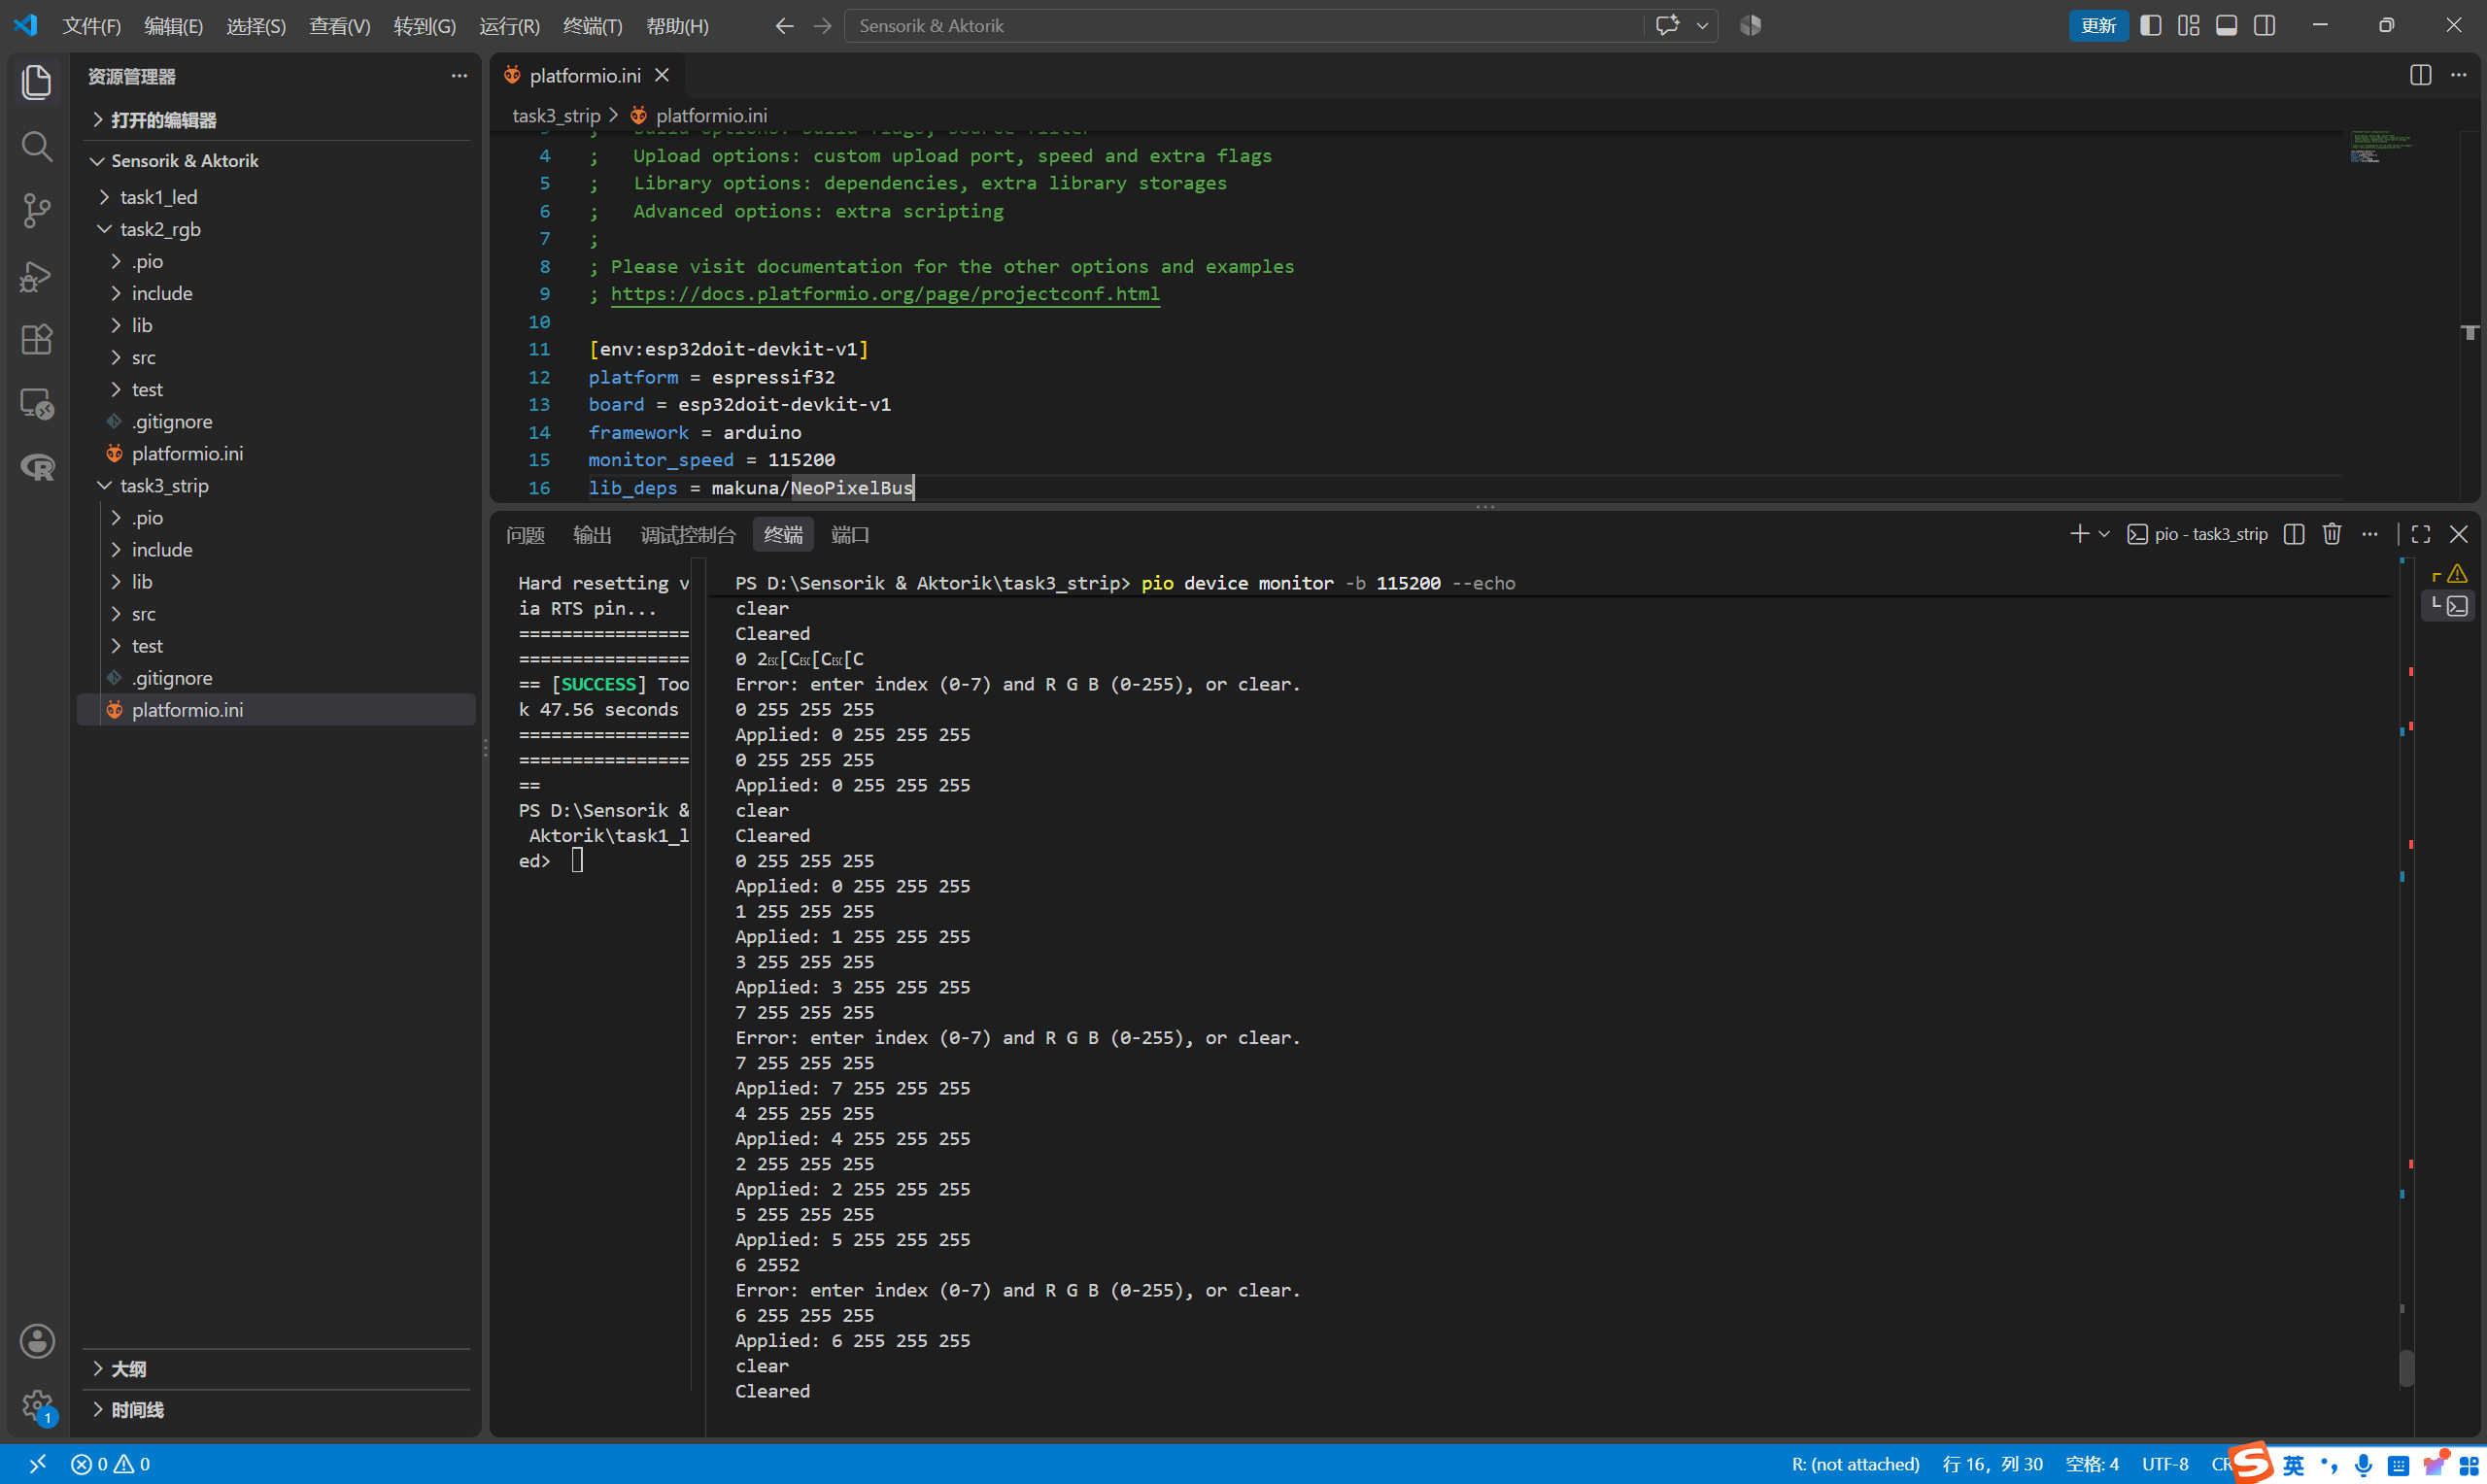 文件(F) 编辑(E) 选择(S) 查看(V) 转到(G) 运行(R) 终端(T) 帮助(H) Sensorik & Aktorik 更新
资源管理器
打开的编辑器
Sensorik & Aktorik
task1_led
task2_rgb
.pio
include
lib
src
test
.gitignore
platformio.ini
task3_strip
.pio
include
lib
src
test
.gitignore
platformio.ini
大纲
时间线
1
platformio.ini
task3_strip > platformio.ini
4 ;   Upload options: custom upload port, speed and extra flags
5 ;   Library options: dependencies, extra library storages
6 ;   Advanced options: extra scripting
7 ;
8 ; Please visit documentation for the other options and examples
9 ; https://docs.platformio.org/page/projectconf.html
10
11 [env:esp32doit-devkit-v1]
12 platform = espressif32
13 board = esp32doit-devkit-v1
14 framework = arduino
15 monitor_speed = 115200
16 lib_deps = makuna/NeoPixelBus
问题 输出 调试控制台 终端 端口 pio - task3_strip
Hard resetting v
ia RTS pin...
================
================
== [SUCCESS] Too
k 47.56 seconds
================
================
==
PS D:\Sensorik &
 Aktorik\task1_l
ed>
PS D:\Sensorik & Aktorik\task3_strip> pio device monitor -b 115200 --echo
clear
Cleared
0 2␛[C␛[C␛[C
Error: enter index (0-7) and R G B (0-255), or clear.
0 255 255 255
Applied: 0 255 255 255
0 255 255 255
Applied: 0 255 255 255
clear
Cleared
0 255 255 255
Applied: 0 255 255 255
1 255 255 255
Applied: 1 255 255 255
3 255 255 255
Applied: 3 255 255 255
7 255 255 255
Error: enter index (0-7) and R G B (0-255), or clear.
7 255 255 255
Applied: 7 255 255 255
4 255 255 255
Applied: 4 255 255 255
2 255 255 255
Applied: 2 255 255 255
5 255 255 255
Applied: 5 255 255 255
6 2552
Error: enter index (0-7) and R G B (0-255), or clear.
6 255 255 255
Applied: 6 255 255 255
clear
Cleared
0 0 R: (not attached) 行 16，列 30 空格: 4 UTF-8 英